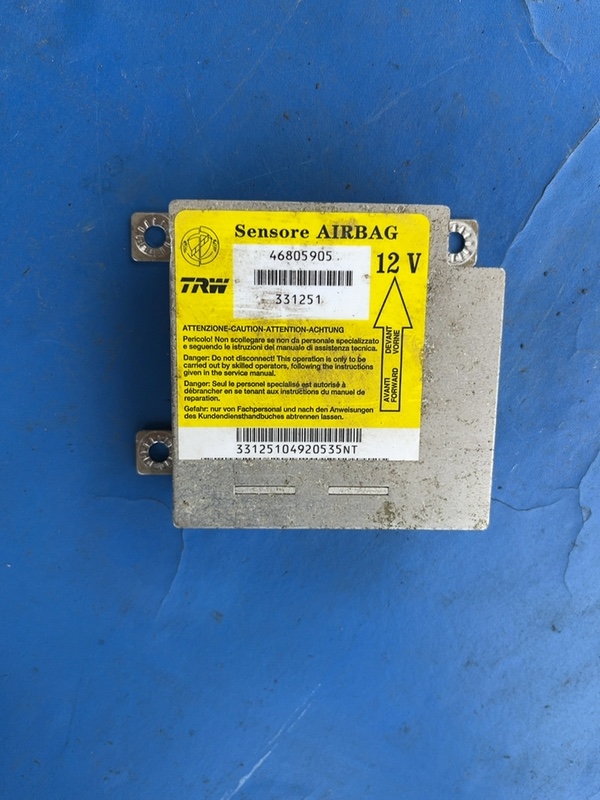 Sensore AIRBAG
46805905
12 V
TRW
331251
ATTENZIONE-CAUTION-ATTENTION-ACHTUNG
Pericolo! Non scollegare se non da personale specializzato
e seguendo le istruzioni del manuale di assistenza tecnica.
Danger: Do not disconnect! This operation is only to be
carried out by skilled operators, following the instructions
given in the service manual.
Danger: Seul le personel specialisé est autorisé à
débrancher en se tenant aux instructions du manuel de
reparation.
Gefahr: nur von Fachpersonal und nach den Anweisungen
des Kundendiensthandbuches abtrennen lassen.
AVANTI DEVANT
FORWARD VORNE
33125104920535NT